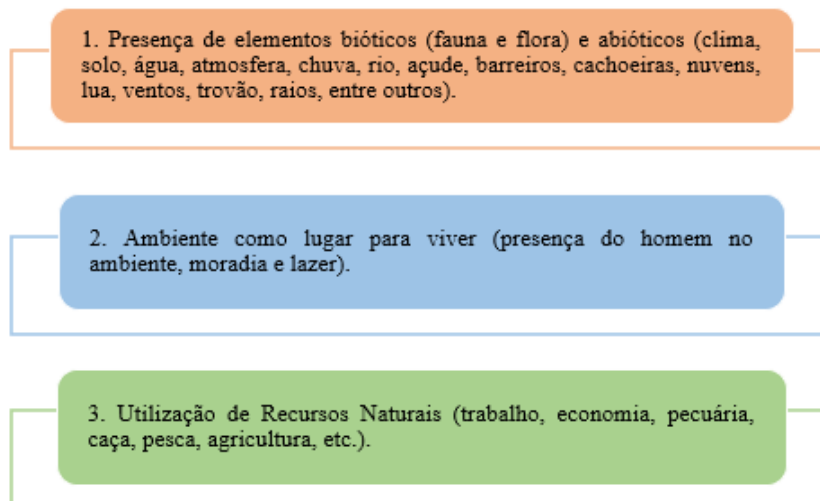 1. Presença de elementos bióticos (fauna e flora) e abióticos (clima,
solo, água, atmosfera, chuva, rio, açude, barreiros, cachoeiras, nuvens,
lua, ventos, trovão, raios, entre outros).
2. Ambiente como lugar para viver (presença do homem no
ambiente, moradia e lazer).
3. Utilização de Recursos Naturais (trabalho, economia, pecuária,
caça, pesca, agricultura, etc.).